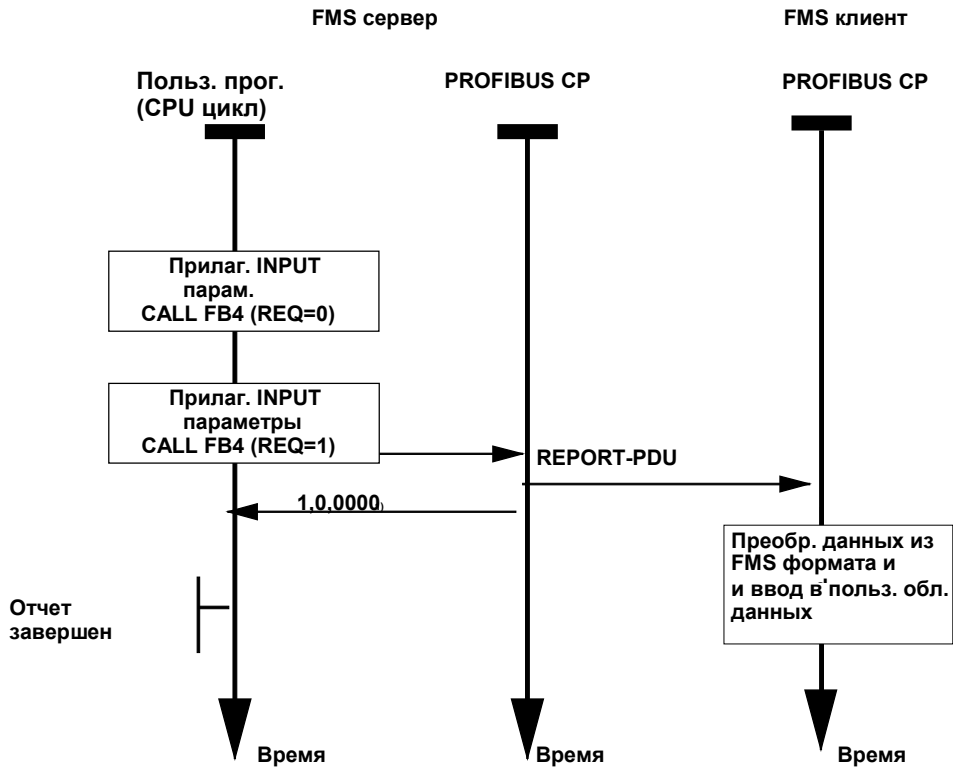 FMS сервер
FMS клиент
Польз. прог.
(CPU цикл)
PROFIBUS CP
PROFIBUS CP
Прилаг. INPUT
парам.
CALL FB4 (REQ=0)
Прилаг. INPUT
параметры
CALL FB4 (REQ=1)
REPORT-PDU
1,0,0000)
Преобр. данных из
FMS формата и
и ввод в'польз. обл.
данных
Отчет
завершен
Время
Время
Время